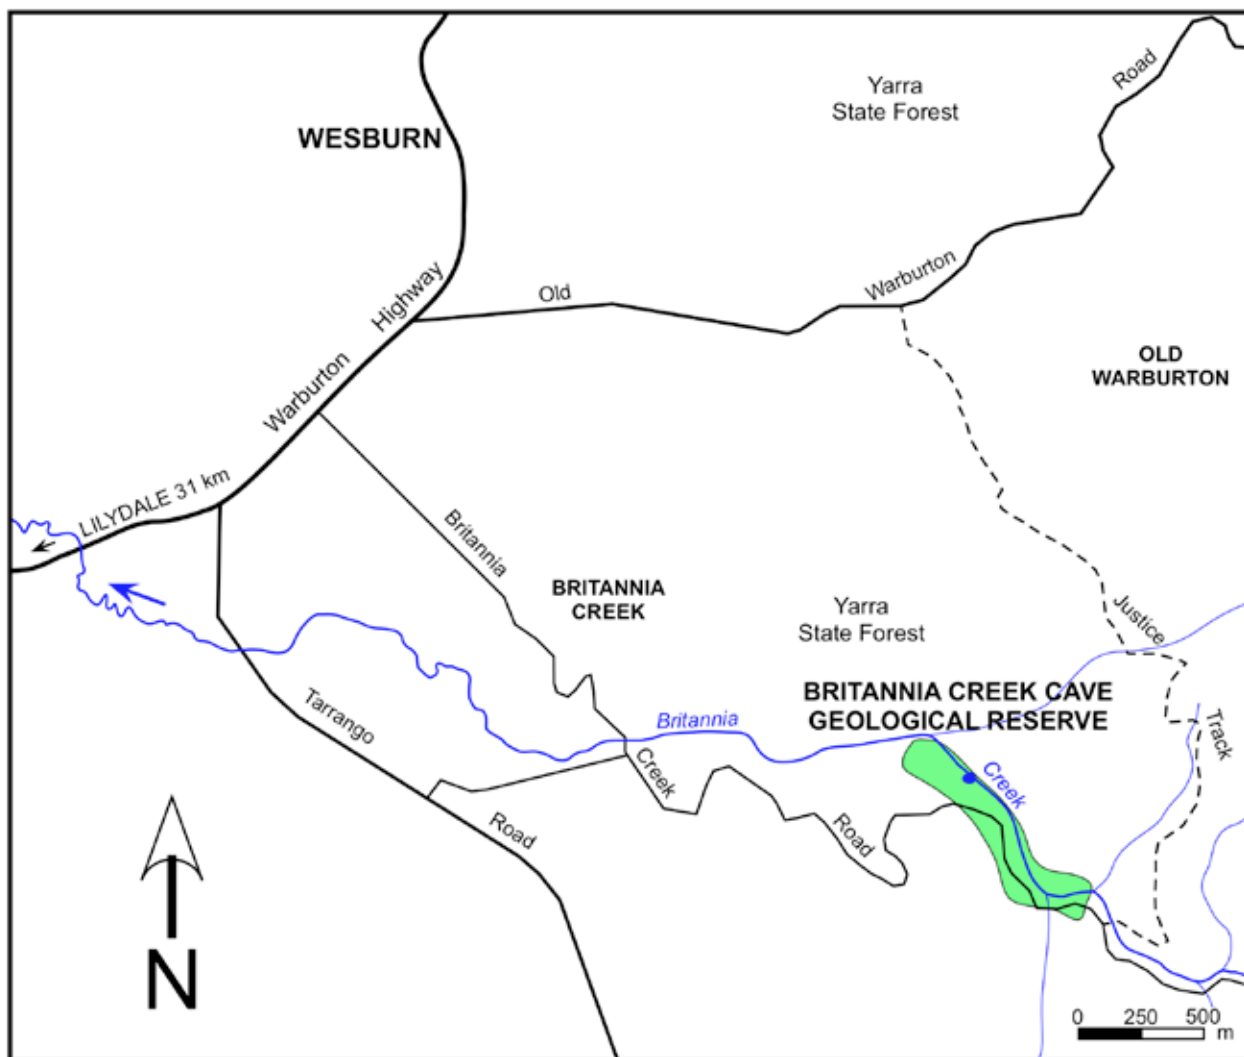 Yarra
State Forest
Road
WESBURN
Warburton
Highway
Old
Warburton
OLD
WARBURTON
LILYDALE 31 km
Britannia
BRITANNIA
CREEK
Yarra
State Forest
Justice
Track
BRITANNIA CREEK CAVE
GEOLOGICAL RESERVE
Tarrango
Road
Britannia
Creek
Creek
Road
N
0 250 500
m